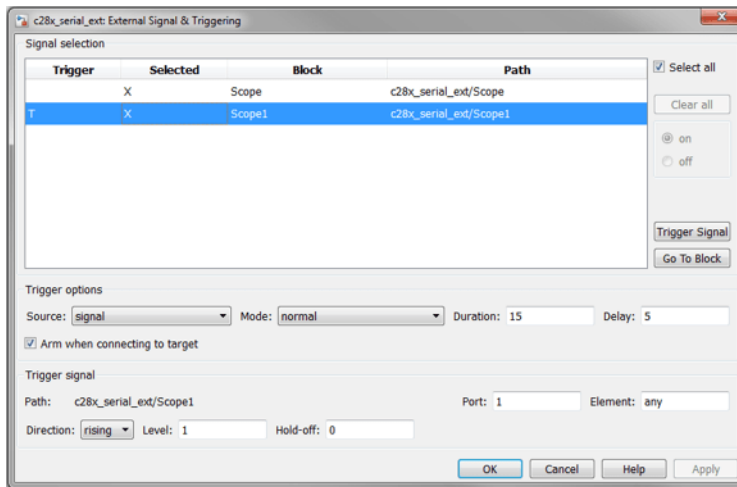 c28x_serial_ext: External Signal & Triggering
Signal selection
Trigger Selected Block Path
X Scope c28x_serial_ext/Scope
T X Scope1 c28x_serial_ext/Scope1
Select all
Clear all
on
off
Trigger Signal
Go To Block
Trigger options
Source: signal Mode: normal Duration: 15 Delay: 5
Arm when connecting to target
Trigger signal
Path: c28x_serial_ext/Scope1 Port: 1 Element: any
Direction: rising Level: 1 Hold-off: 0
OK Cancel Help Apply